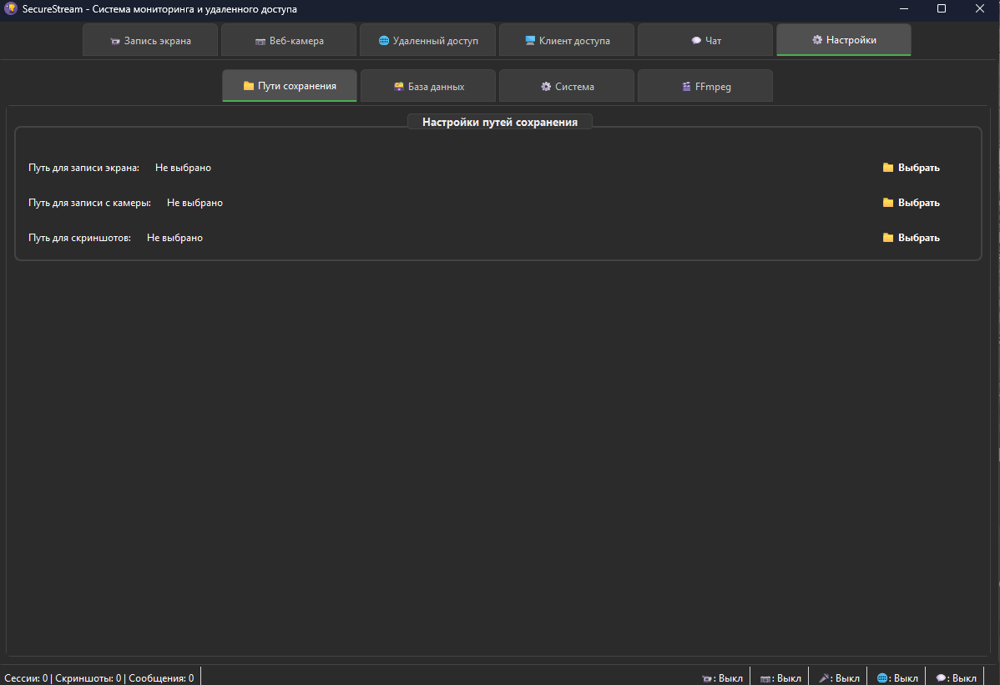 SecureStream - Система мониторинга и удаленного доступа
Запись экрана Веб-камера Удаленный доступ Клиент доступа Чат Настройки
Пути сохранения База данных Система FFmpeg
Настройки путей сохранения
Путь для записи экрана: Не выбрано Выбрать
Путь для записи с камеры: Не выбрано Выбрать
Путь для скриншотов: Не выбрано Выбрать
Сессии: 0 | Скриншоты: 0 | Сообщения: 0 : Выкл : Выкл : Выкл : Выкл : Выкл